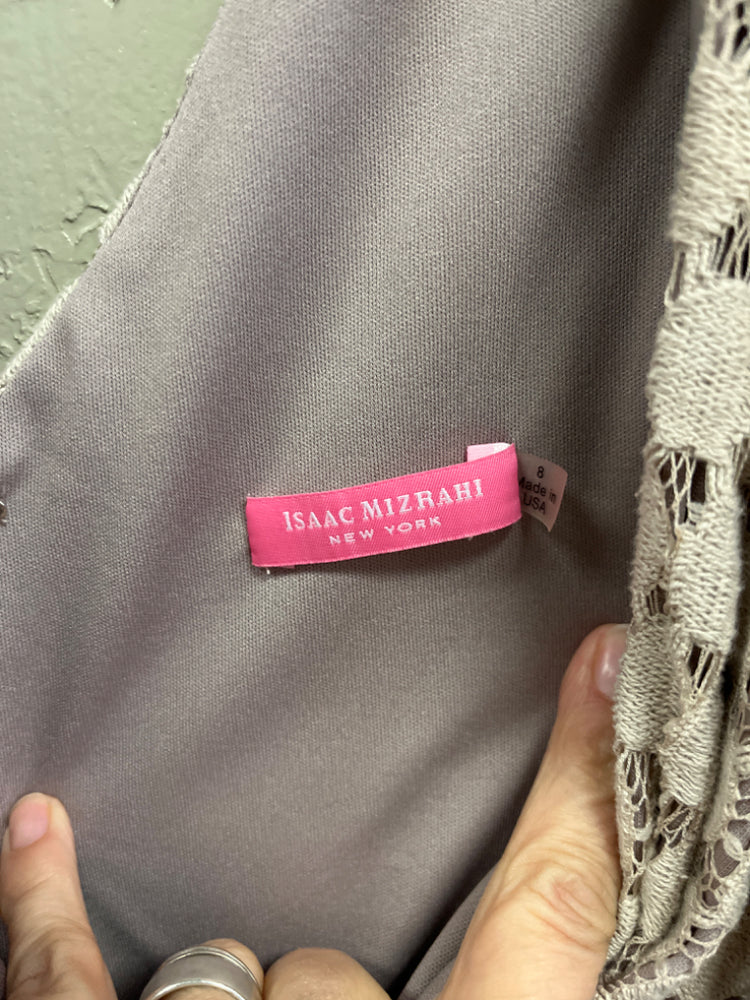 ISAAC MIZRAHI
NEW YORK
8
Made in
USA